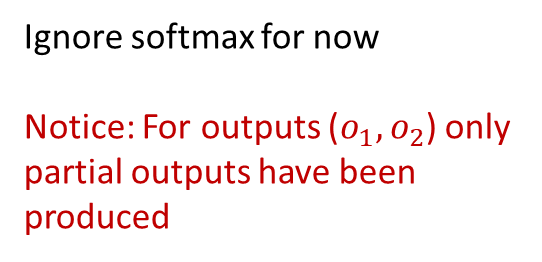 Ignore softmax for now
Notice: For outputs (𝑜₁, 𝑜₂) only
partial outputs have been
produced